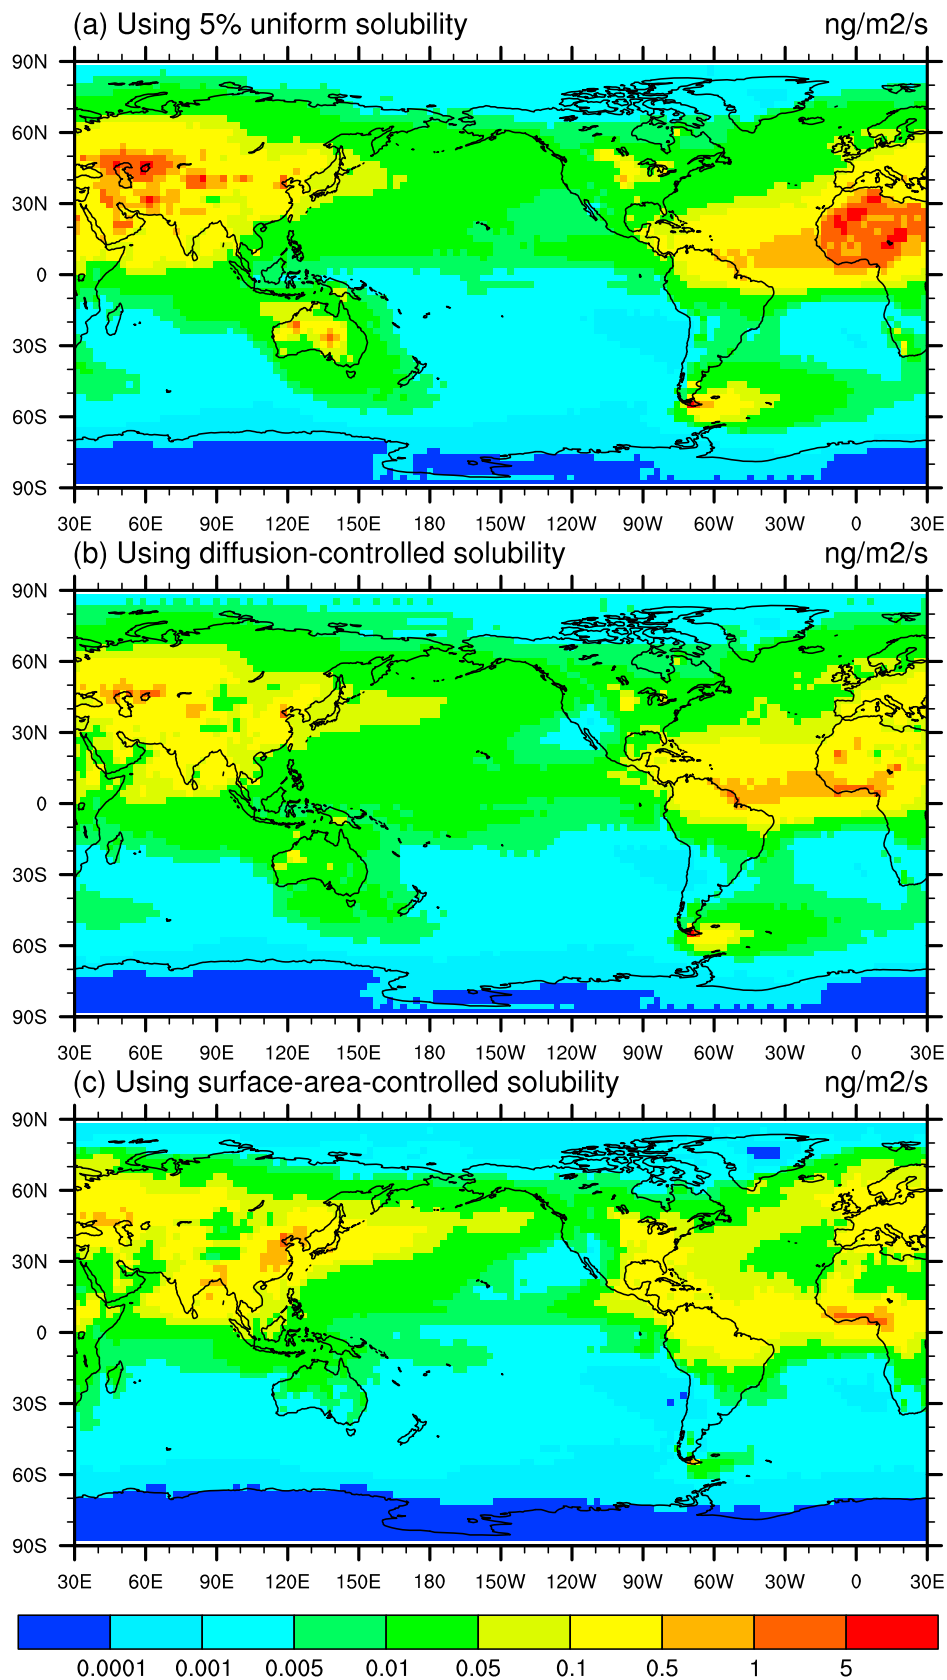 (a) Using 5% uniform solubility ng/m2/s
90N
60N
30N
0
30S
60S
90S
30E 60E 90E 120E 150E 180 150W 120W 90W 60W 30W 0 30E
(b) Using diffusion-controlled solubility ng/m2/s
90N
60N
30N
0
30S
60S
90S
30E 60E 90E 120E 150E 180 150W 120W 90W 60W 30W 0 30E
(c) Using surface-area-controlled solubility ng/m2/s
90N
60N
30N
0
30S
60S
90S
30E 60E 90E 120E 150E 180 150W 120W 90W 60W 30W 0 30E
0.0001 0.001 0.005 0.01 0.05 0.1 0.5 1 5